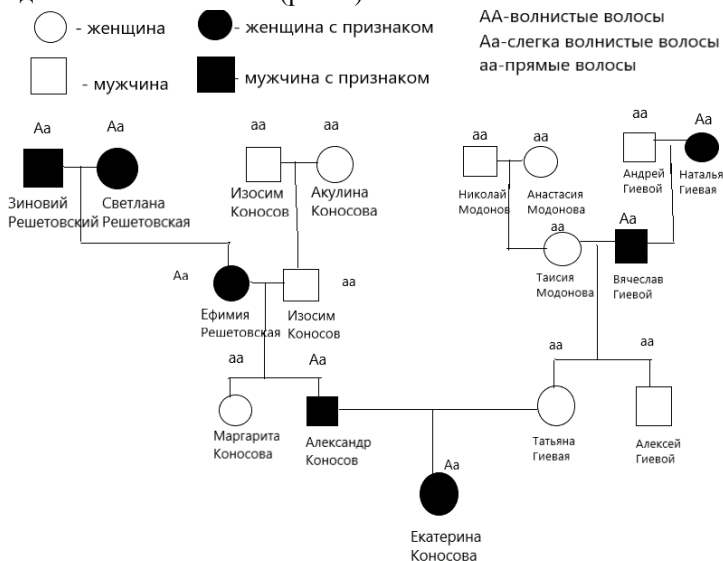 - женщина
- женщина с признаком
АА-волнистые волосы
Аа-слегка волнистые волосы
аа-прямые волосы
- мужчина
- мужчина с признаком
Аа
Аа
аа
аа
аа
аа
аа
Аа
Зиновий
Решетовский
Светлана
Решетовская
Изосим
Коносов
Акулина
Коносова
Николай
Модонов
Анастасия
Модонова
Андрей
Гиевой
Наталья
Гиевая
аа
Аа
Таисия
Модонова
Вячеслав
Гиевой
Аа
аа
Ефимия
Решетовская
Изосим
Коносов
аа
Аа
аа
аа
Маргарита
Коносова
Александр
Коносов
Татьяна
Гиевая
Алексей
Гиевой
Аа
Екатерина
Коносова